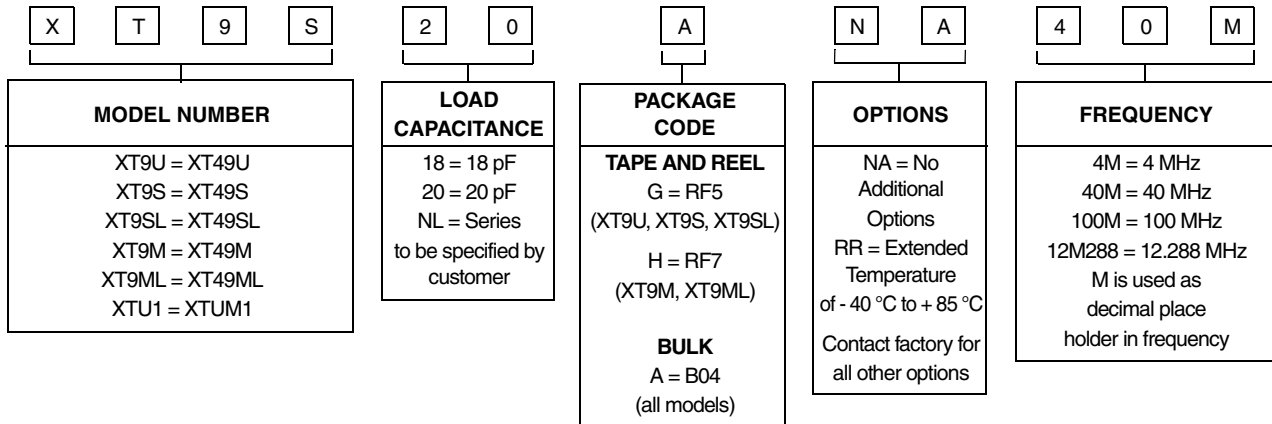 X T 9 S 2 0 A N A 4 0 M
MODEL NUMBER
XT9U = XT49U
XT9S = XT49S
XT9SL = XT49SL
XT9M = XT49M
XT9ML = XT49ML
XTU1 = XTUM1
LOAD
CAPACITANCE
18 = 18 pF
20 = 20 pF
NL = Series
to be specified by
customer
PACKAGE
CODE
TAPE AND REEL
G = RF5
(XT9U, XT9S, XT9SL)
H = RF7
(XT9M, XT9ML)
BULK
A = B04
(all models)
OPTIONS
NA = No
Additional
Options
RR = Extended
Temperature
of - 40 °C to + 85 °C
Contact factory for
all other options
FREQUENCY
4M = 4 MHz
40M = 40 MHz
100M = 100 MHz
12M288 = 12.288 MHz
M is used as
decimal place
holder in frequency